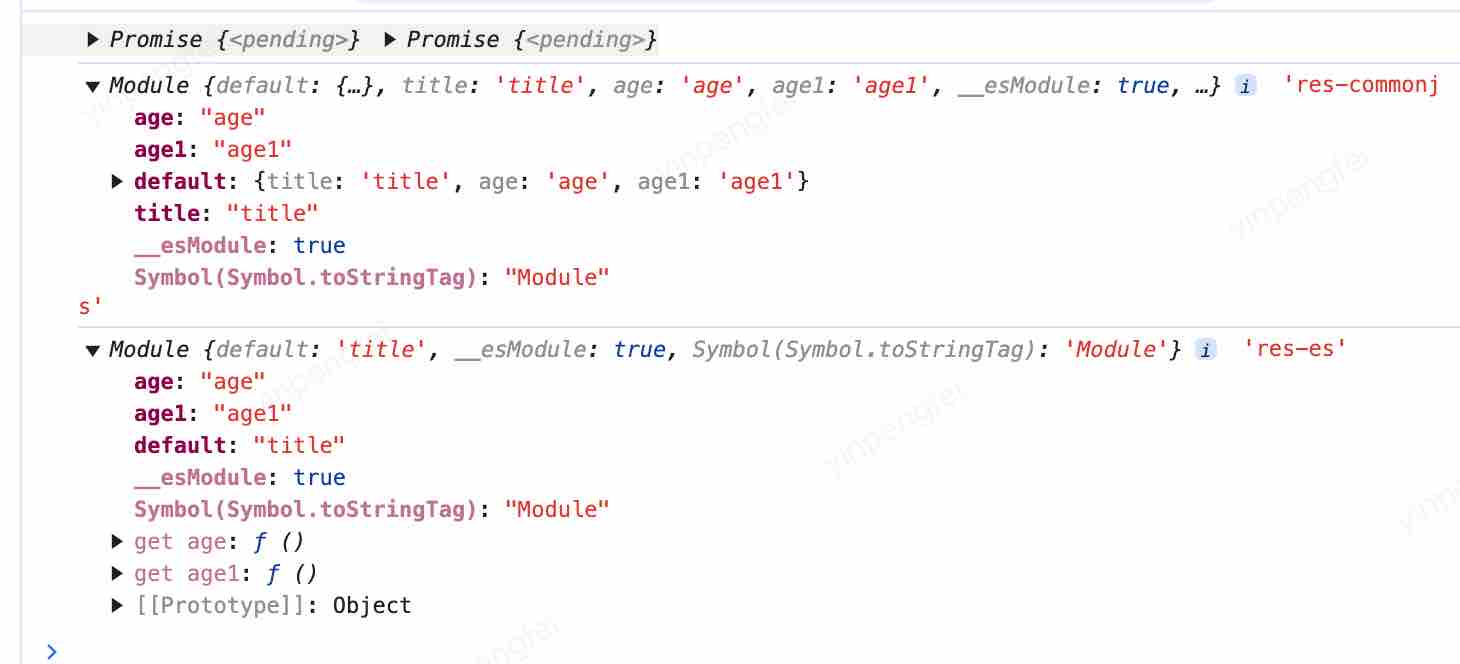 ▶ Promise {<pending>} ▶ Promise {<pending>}
▼ Module {default: {…}, title: 'title', age: 'age', age1: 'age1', __esModule: true, …} i 'res-commonj
age: "age"
age1: "age1"
▶ default: {title: 'title', age: 'age', age1: 'age1'}
title: "title"
__esModule: true
Symbol(Symbol.toStringTag): "Module"
s'
▼ Module {default: 'title', __esModule: true, Symbol(Symbol.toStringTag): 'Module'} i 'res-es'
age: "age"
age1: "age1"
default: "title"
__esModule: true
Symbol(Symbol.toStringTag): "Module"
▶ get age: ƒ ()
▶ get age1: ƒ ()
▶ [[Prototype]]: Object
>
yinpengfei
yinpengfei
yinpengfei
yinpengfei